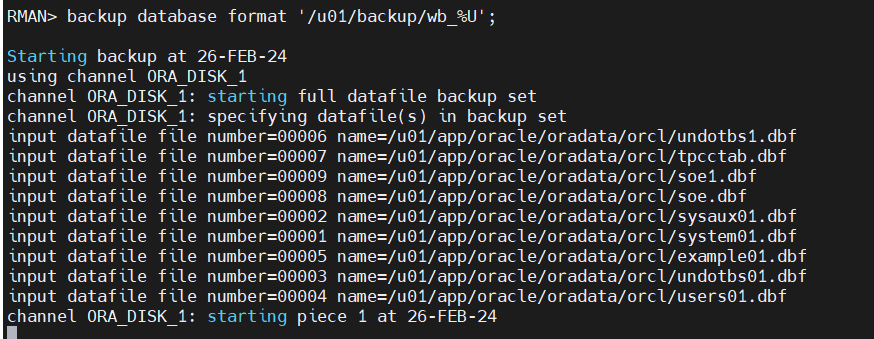 RMAN> backup database format '/u01/backup/wb_%U';
Starting backup at 26-FEB-24
using channel ORA_DISK_1
channel ORA_DISK_1: starting full datafile backup set
channel ORA_DISK_1: specifying datafile(s) in backup set
input datafile file number=00006 name=/u01/app/oracle/oradata/orcl/undotbs1.dbf
input datafile file number=00007 name=/u01/app/oracle/oradata/orcl/tpcctab.dbf
input datafile file number=00009 name=/u01/app/oracle/oradata/orcl/soe1.dbf
input datafile file number=00008 name=/u01/app/oracle/oradata/orcl/soe.dbf
input datafile file number=00002 name=/u01/app/oracle/oradata/orcl/sysaux01.dbf
input datafile file number=00001 name=/u01/app/oracle/oradata/orcl/system01.dbf
input datafile file number=00005 name=/u01/app/oracle/oradata/orcl/example01.dbf
input datafile file number=00003 name=/u01/app/oracle/oradata/orcl/undotbs01.dbf
input datafile file number=00004 name=/u01/app/oracle/oradata/orcl/users01.dbf
channel ORA_DISK_1: starting piece 1 at 26-FEB-24